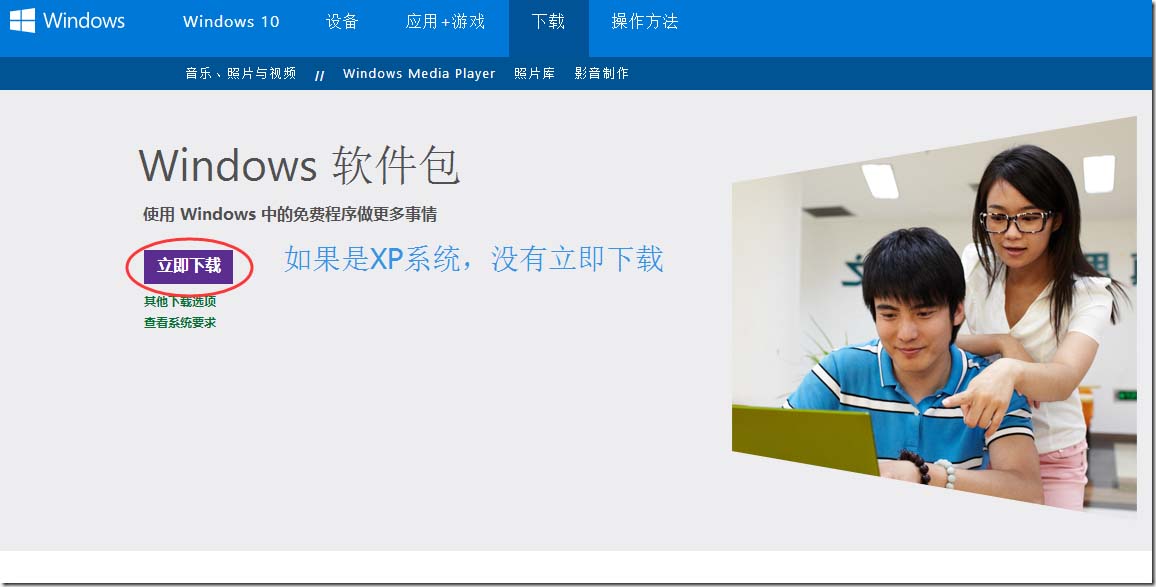 Windows
Windows 10 设备 应用+游戏 下载 操作方法
音乐、照片与视频 // Windows Media Player 照片库 影音制作
Windows 软件包
使用 Windows 中的免费程序做更多事情
立即下载
如果是XP系统，没有立即下载
其他下载选项
查看系统要求